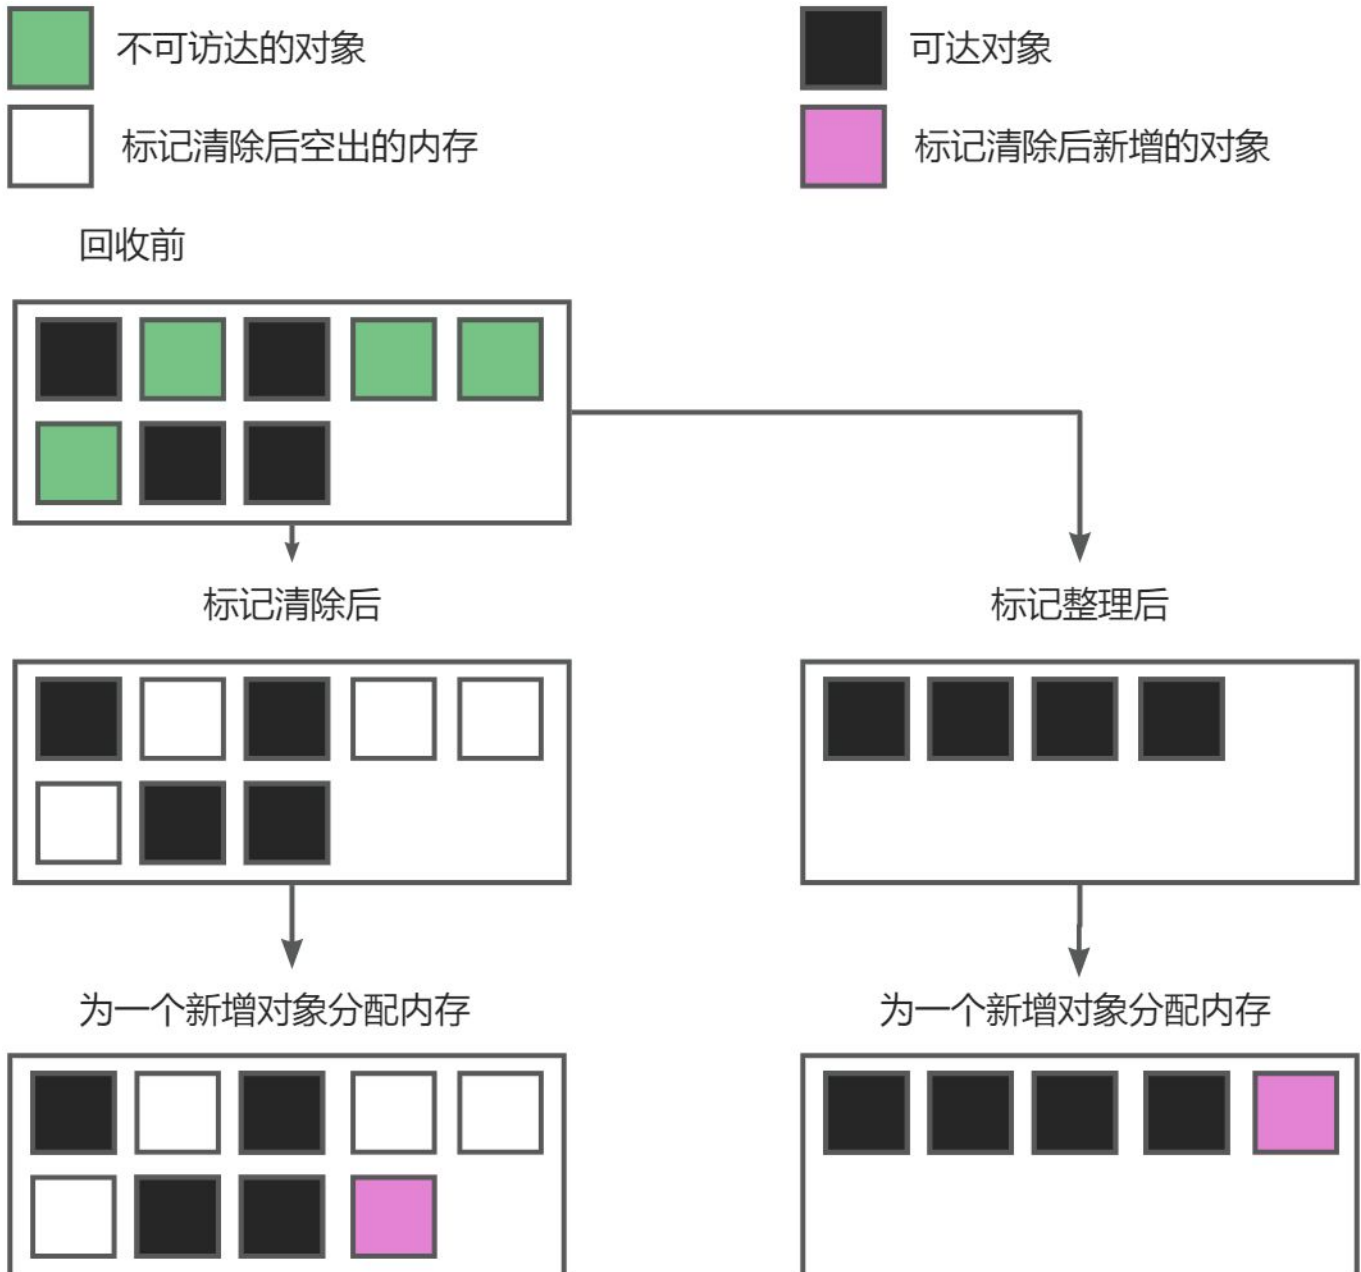 不可访达的对象
可达对象
标记清除后空出的内存
标记清除后新增的对象
回收前
标记清除后
标记整理后
为一个新增对象分配内存
为一个新增对象分配内存